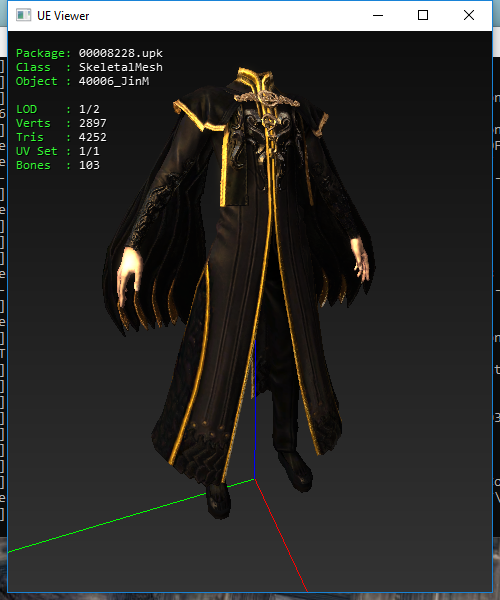 UE Viewer
Package: 00008228.upk
Class : SkeletalMesh
Object : 40006_JinM
LOD : 1/2
Verts : 2897
Tris : 4252
UV Set : 1/1
Bones : 103